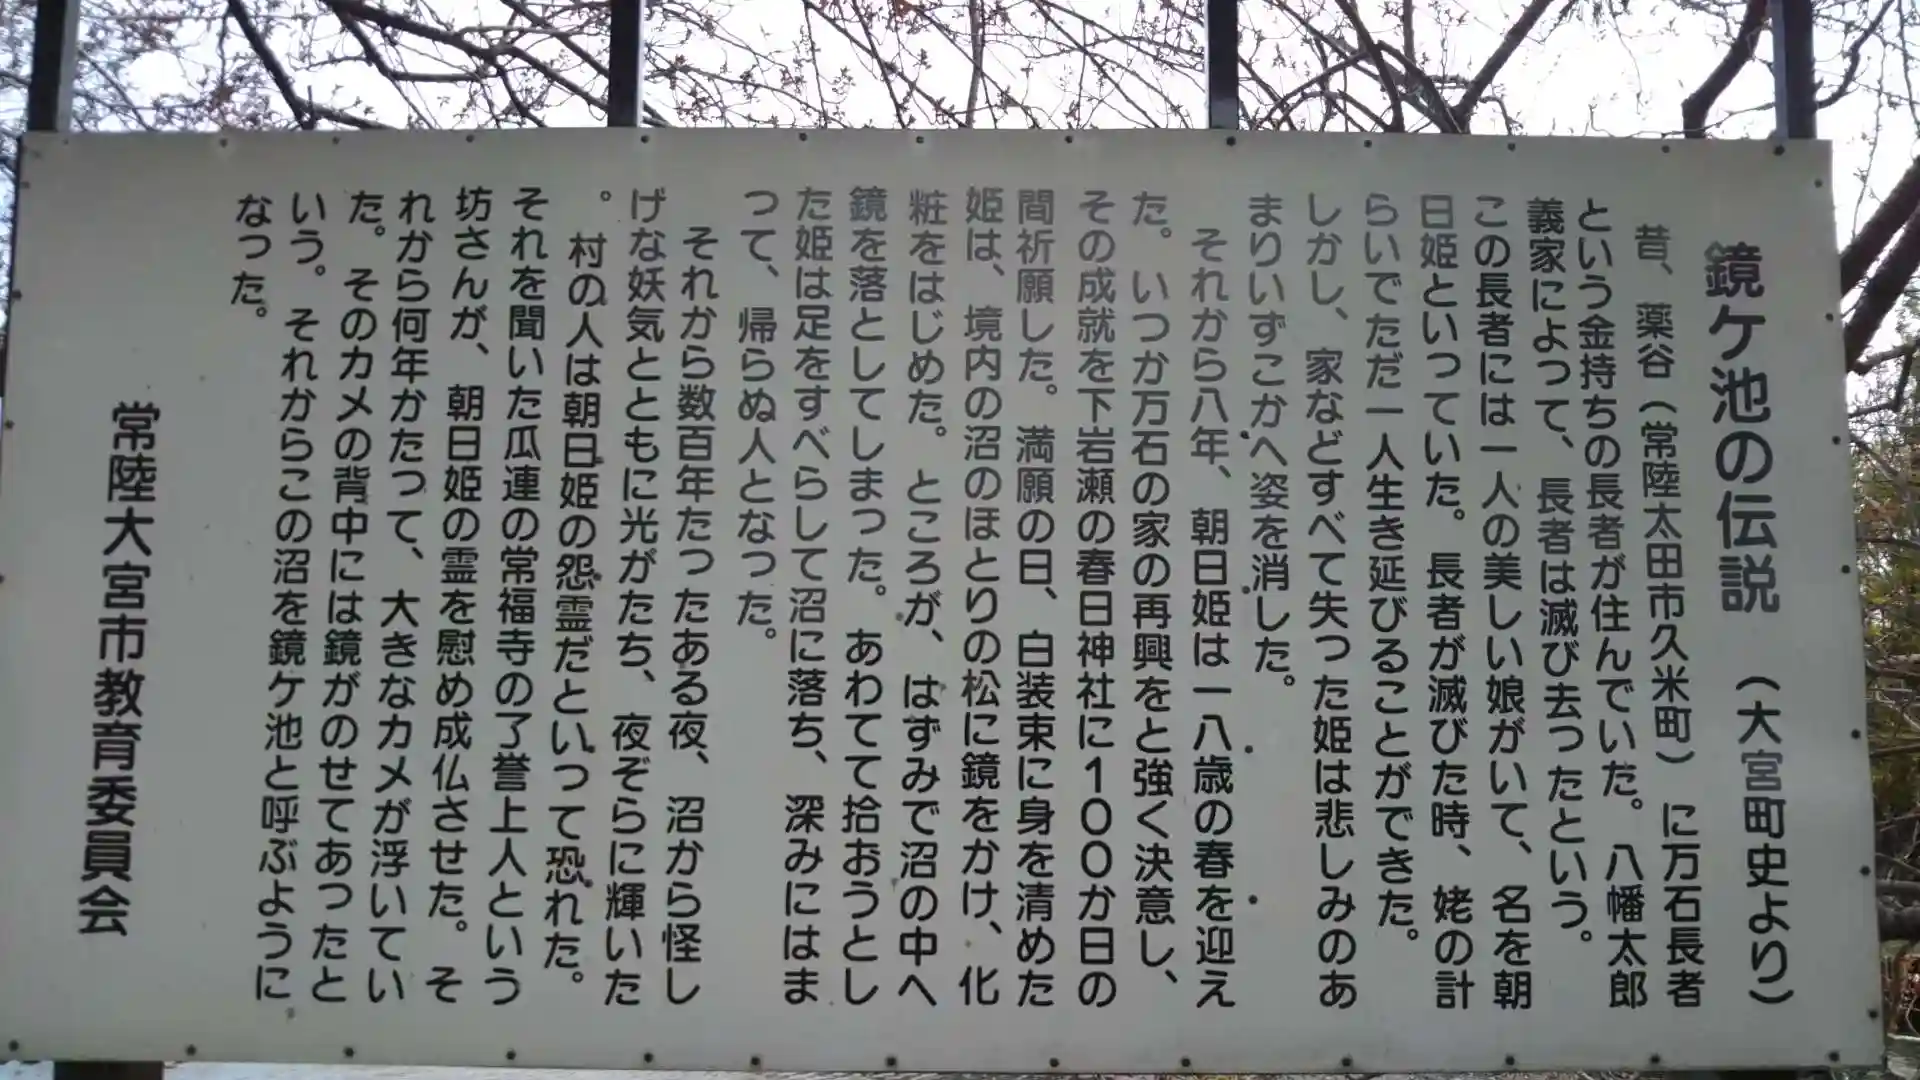 鏡ケ池の伝説　（大宮町史より）
昔、薬谷（常陸太田市久米町）に万石長者
という金持ちの長者が住んでいた。八幡太郎
義家によって、長者は滅び去ったという。
この長者には一人の美しい娘がいて、名を朝
日姫といっていた。長者が滅びた時、姥の計
らいでただ一人生き延びることができた。
しかし、家などすべて失った姫は悲しみのあ
まりいずこかへ姿を消した。
それから八年、朝日姫は一八歳の春を迎え
た。いつか万石の家の再興をと強く決意し、
その成就を下岩瀬の春日神社に１００か日の
間祈願した。満願の日、白装束に身を清めた
姫は、境内の沼のほとりの松に鏡をかけ、化
粧をはじめた。ところが、はずみで沼の中へ
鏡を落としてしまった。あわてて拾おうとし
た姫は足をすべらして沼に落ち、深みにはま
って、帰らぬ人となった。
それから数百年たったある夜、沼から怪し
げな妖気とともに光がたち、夜ぞらに輝いた
。村の人は朝日姫の怨霊だといって恐れた。
それを聞いた瓜連の常福寺の了誉上人という
坊さんが、朝日姫の霊を慰め成仏させた。そ
れから何年かたって、大きなカメが浮いてい
た。そのカメの背中には鏡がのせてあったと
いう。それからこの沼を鏡ケ池と呼ぶように
なった。
常陸大宮市教育委員会